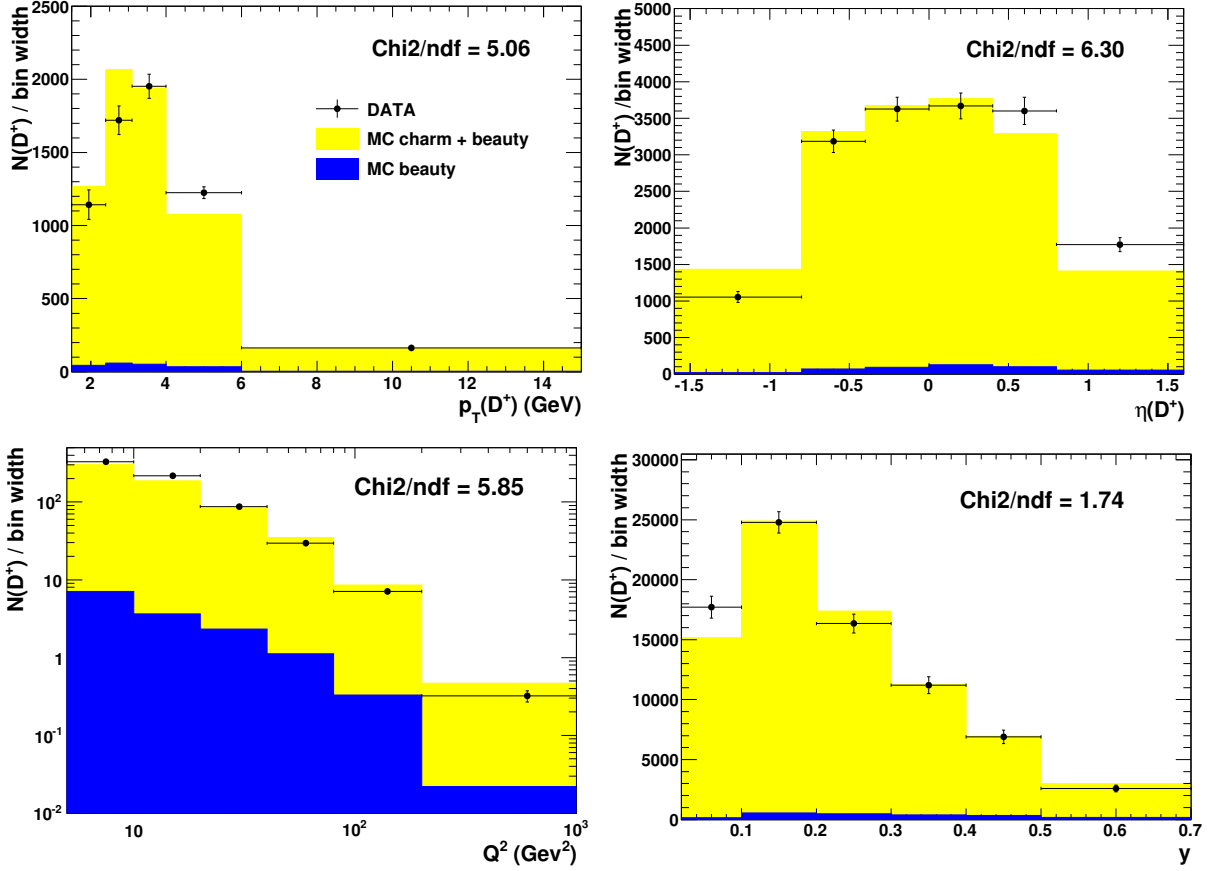 N(D⁺) / bin width
2500
2000
1500
1000
500
0
Chi2/ndf = 5.06
DATA
MC charm + beauty
MC beauty
2 4 6 8 10 12 14
p_T(D⁺) (GeV)
N(D⁺) /bin width
5000
4500
4000
3500
3000
2500
2000
1500
1000
500
0
Chi2/ndf = 6.30
-1.5 -1 -0.5 0 0.5 1 1.5
η(D⁺)
N(D⁺) / bin width
10²
10
1
10⁻¹
10⁻²
Chi2/ndf = 5.85
10 10² 10³
Q² (Gev²)
N(D⁺) / bin width
30000
25000
20000
15000
10000
5000
0
Chi2/ndf = 1.74
0.1 0.2 0.3 0.4 0.5 0.6 0.7
y